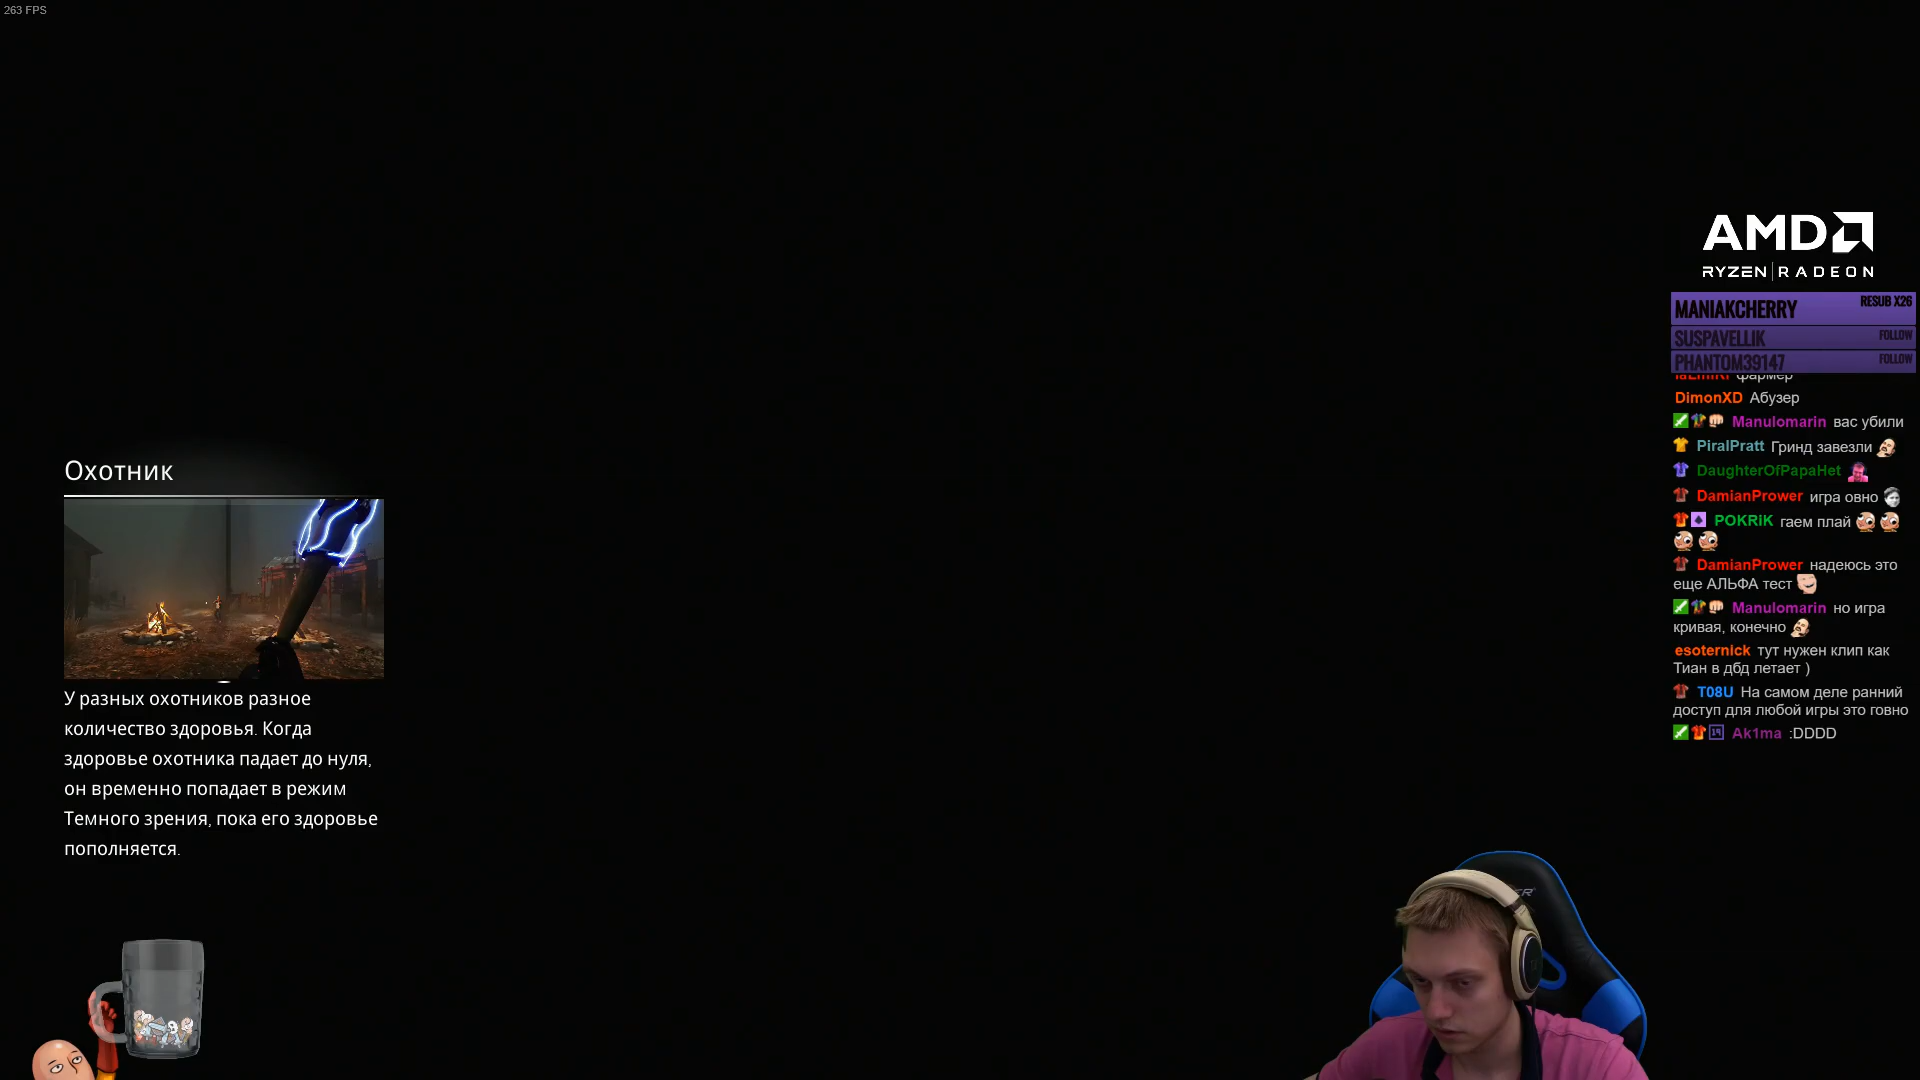 263 FPS
AMD
RYZEN | RADEON
MANIAKCHERRY RESUB X26
SUSPAVELLIK FOLLOW
PHANTOM39147 FOLLOW
фармер
DimonXD Абузер
Manulomarin вас убили
PiralPratt Гринд завезли
DaughterOfPapaHet
DamianPrower игра овно
POKRiK гаем плай
DamianPrower надеюсь это
еще АЛЬФА тест
Manulomarin но игра
кривая, конечно
esoternick тут нужен клип как
Тиан в дбд летает )
T08U На самом деле ранний
доступ для любой игры это говно
Ak1ma :DDDD
Охотник
У разных охотников разное
количество здоровья. Когда
здоровье охотника падает до нуля,
он временно попадает в режим
Темного зрения, пока его здоровье
пополняется.